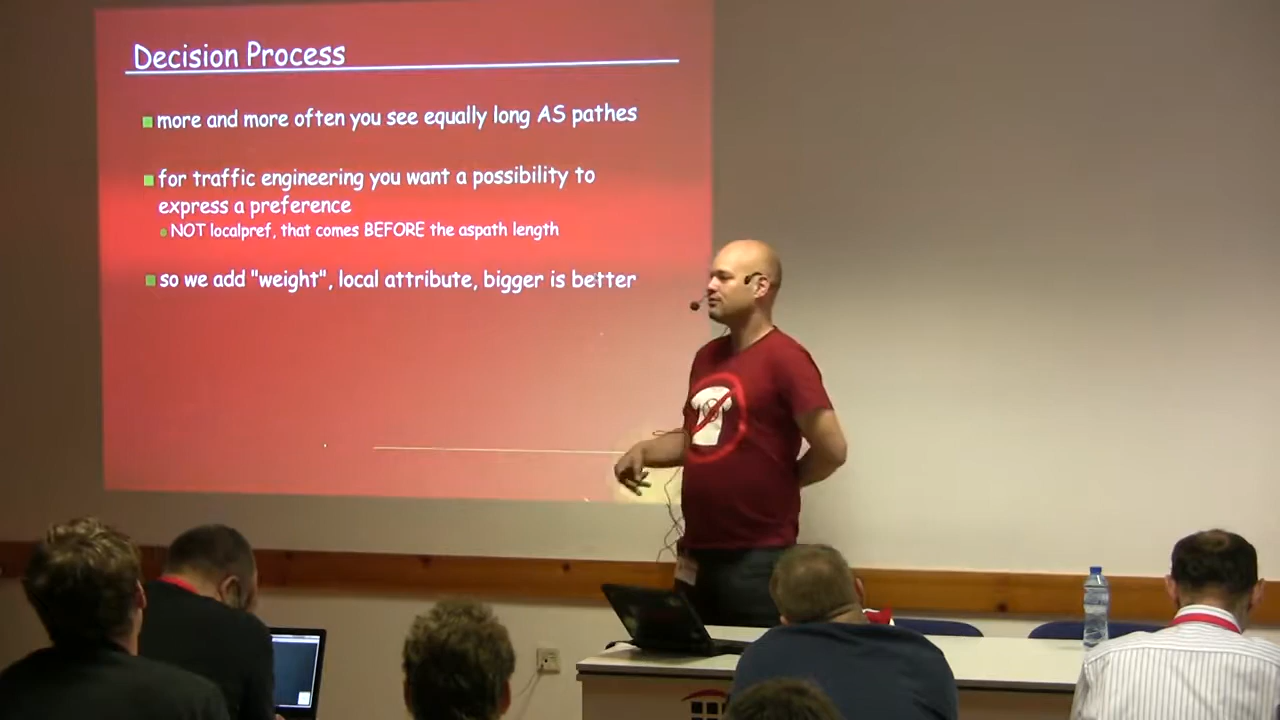 Decision Process
more and more often you see equally long AS pathes
for traffic engineering you want a possibility to
express a preference
NOT localpref, that comes BEFORE the aspath length
so we add "weight", local attribute, bigger is better